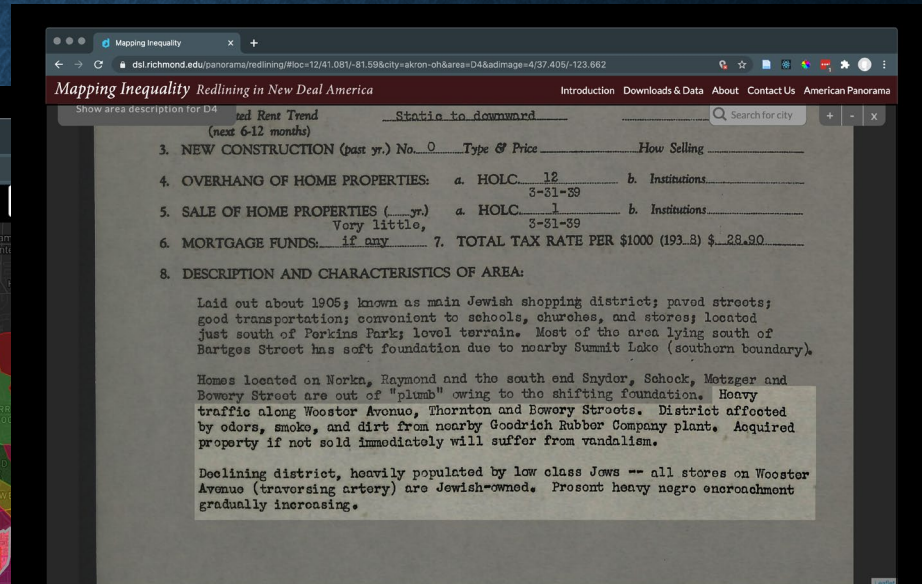 Mapping Inequality
dsl.richmond.edu/panorama/redlining/#loc=12/41.081/-81.59&city=akron-oh&area=D4&adimage=4/37.405/-123.662
Mapping Inequality Redlining in New Deal America Introduction Downloads & Data About Contact Us American Panorama
Show area description for D4
Search for city + - x
ted Rent Trend Static to downward
(next 6-12 months)
3. NEW CONSTRUCTION (past yr.) No. 0 Type & Price How Selling
4. OVERHANG OF HOME PROPERTIES: a. HOLC 12 b. Institutions
3-31-39
5. SALE OF HOME PROPERTIES ( yr.) a. HOLC 1 b. Institutions
Very little, 3-31-39
6. MORTGAGE FUNDS: if any 7. TOTAL TAX RATE PER $1000 (193 8) $ 28.90
8. DESCRIPTION AND CHARACTERISTICS OF AREA:
Laid out about 1905; known as main Jewish shopping district; paved streets;
good transportation; convenient to schools, churches, and stores; located
just south of Perkins Park; level terrain. Most of the area lying south of
Bartges Street has soft foundation due to nearby Summit Lake (southern boundary).
Homes located on Norka, Raymond and the south end Snyder, Schock, Metzger and
Bowery Street are out of "plumb" owing to the shifting foundation. Heavy
traffic along Wooster Avenue, Thornton and Bowery Streets. District affected
by odors, smoke, and dirt from nearby Goodrich Rubber Company plant. Acquired
property if not sold immediately will suffer from vandalism.
Declining district, heavily populated by low class Jews -- all stores on Wooster
Avenue (traversing artery) are Jewish-owned. Present heavy negro encroachment
gradually increasing.